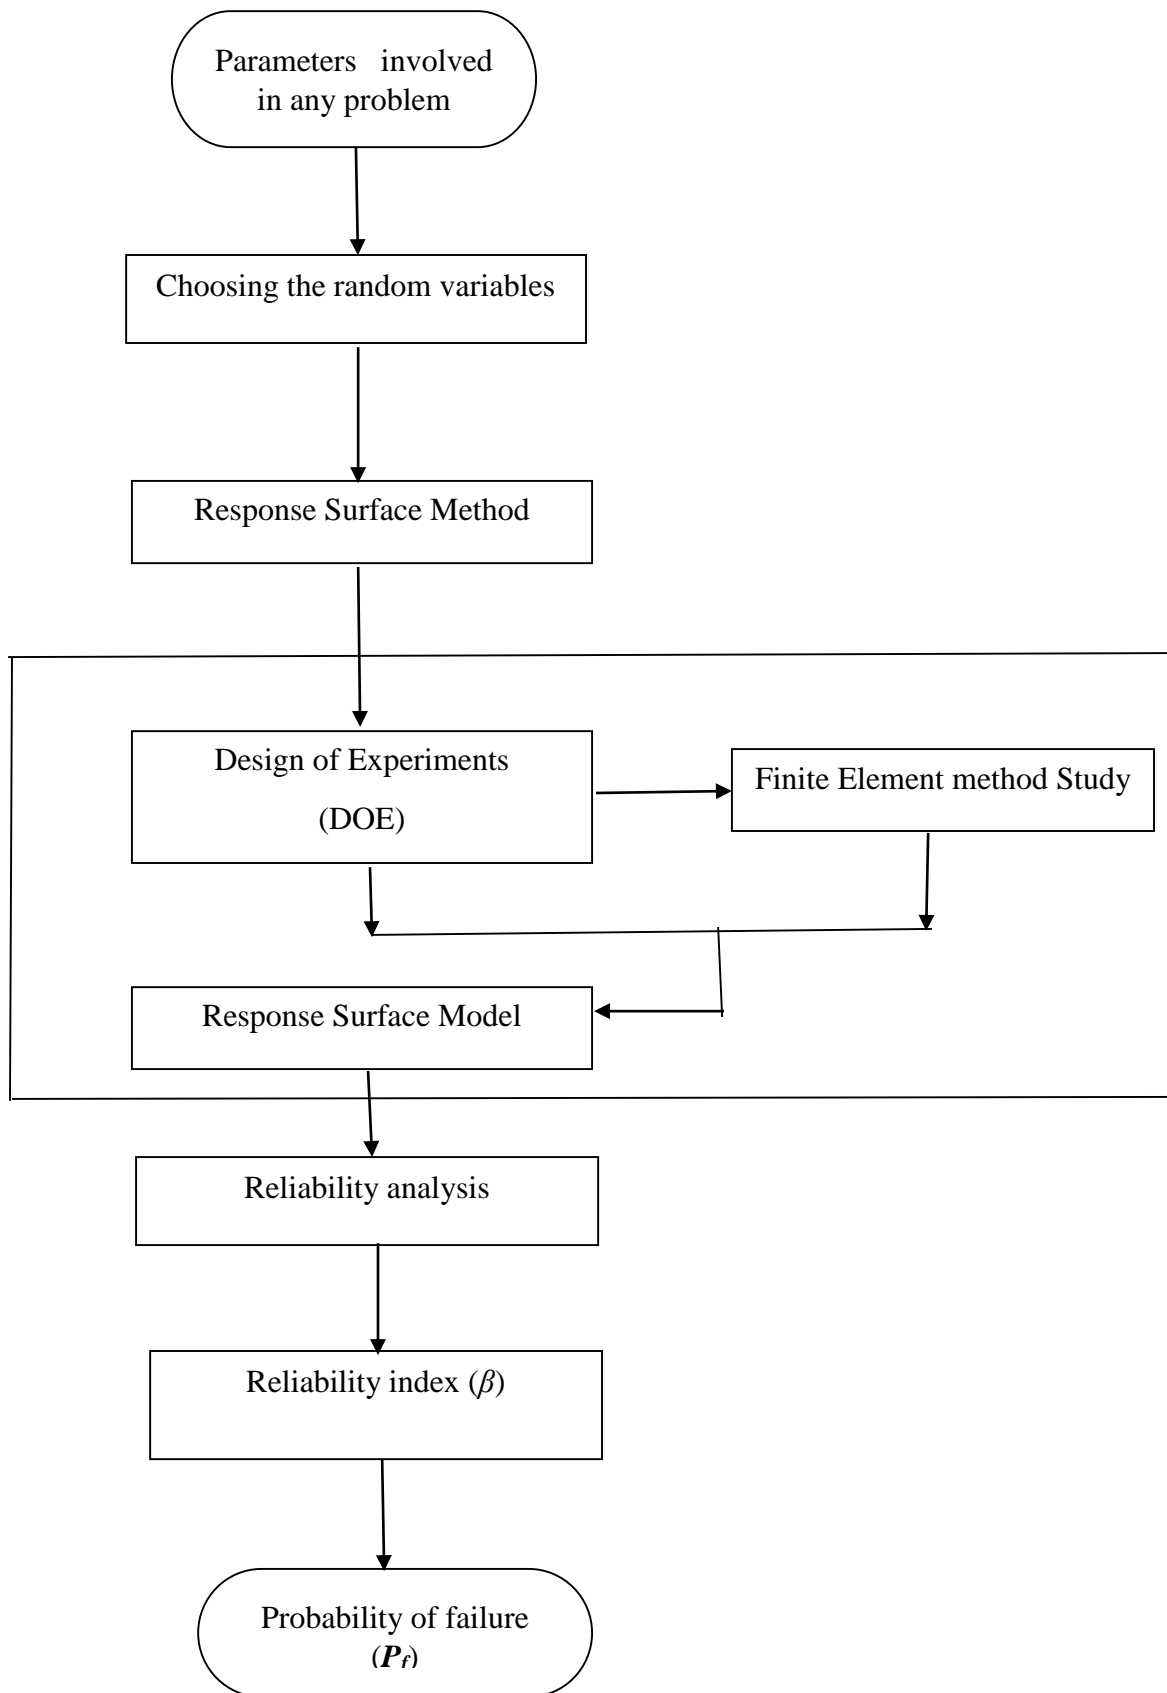 Parameters involved
in any problem
Choosing the random variables
Response Surface Method
Design of Experiments
(DOE)
Finite Element method Study
Response Surface Model
Reliability analysis
Reliability index (β)
Probability of failure
(P_f)